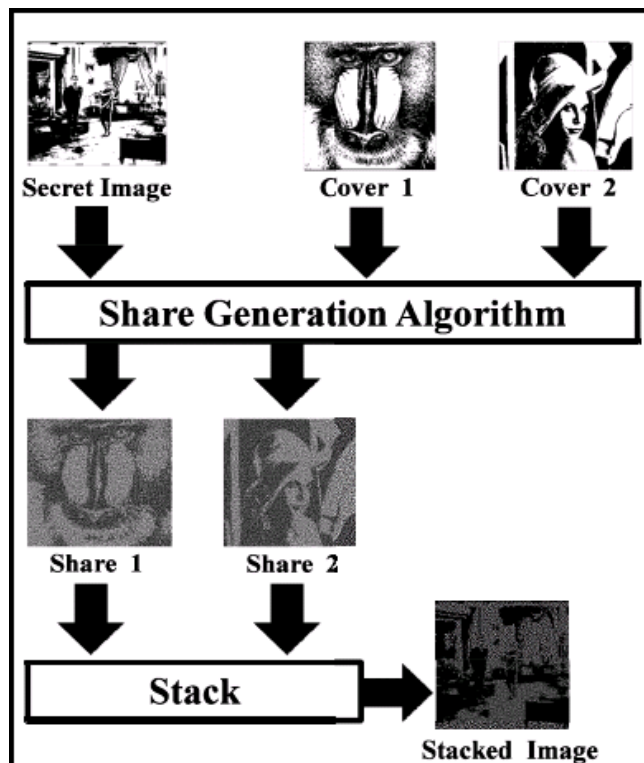 Secret Image
Cover 1
Cover 2
Share Generation Algorithm
Share 1
Share 2
Stack
Stacked Image